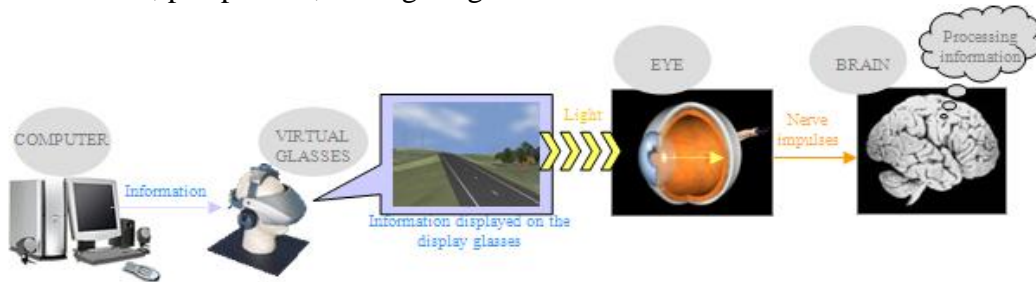 COMPUTER
Information
VIRTUAL
GLASSES
Information displayed on the
display glasses
Light
EYE
Nerve
impulses
BRAIN
Processing
information